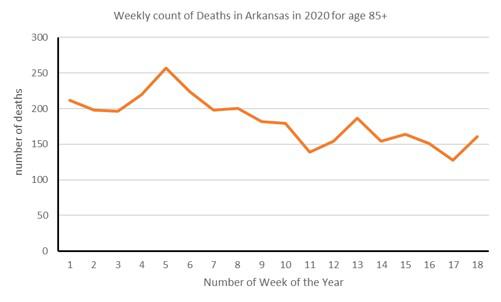 Weekly count of Deaths in Arkansas in 2020 for age 85+
300
250
200
150
100
50
0
number of deaths
1 2 3 4 5 6 7 8 9 10 11 12 13 14 15 16 17 18
Number of Week of the Year